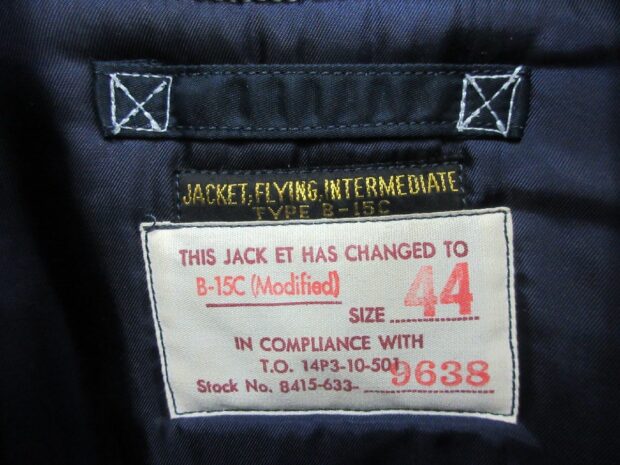 JACKET, FLYING, INTERMEDIATE
TYPE B-15C
THIS JACK ET HAS CHANGED TO
B-15C (Modified)
SIZE 44
IN COMPLIANCE WITH
T.O. 14P3-10-501
Stock No. 8415-633-9638